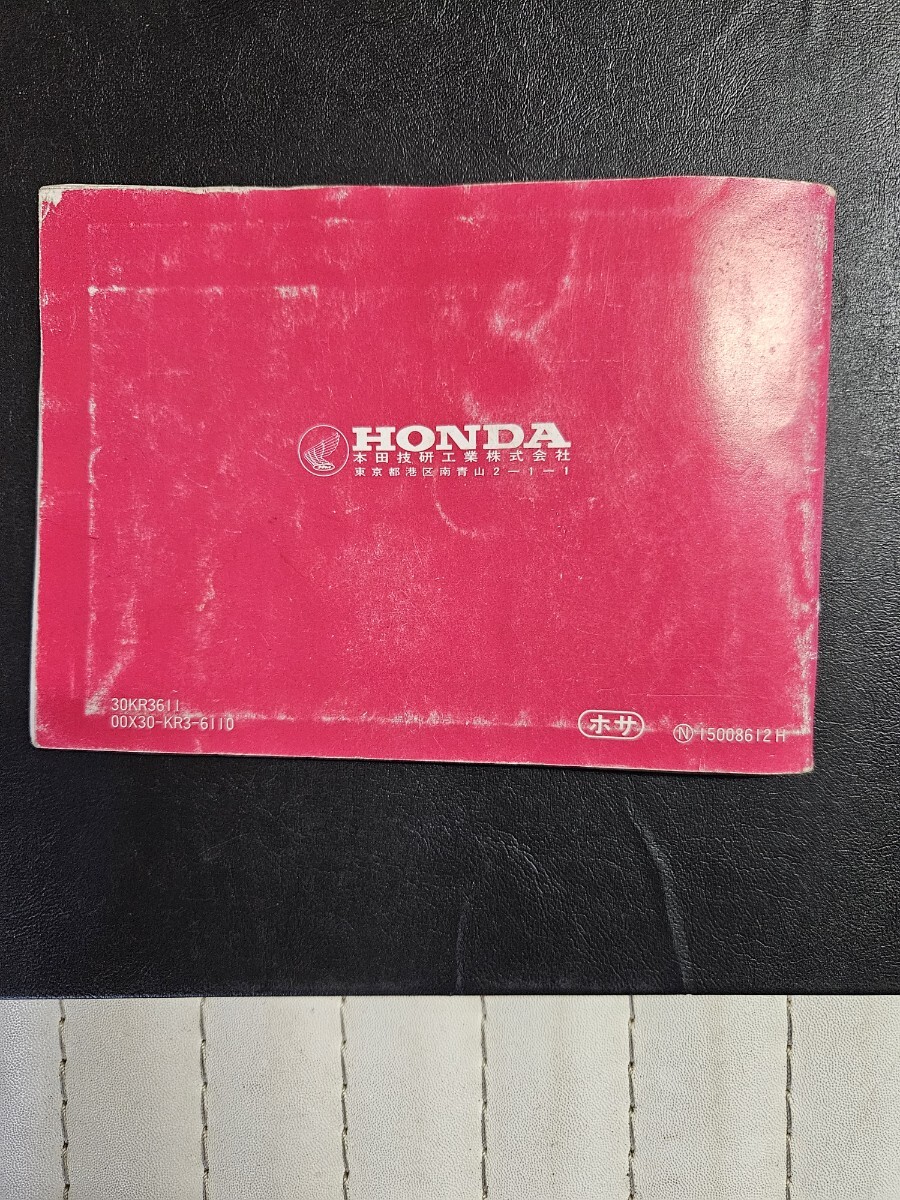 HONDA
本田技研工業株式会社
東京都港区南青山2-1-1
30KR3611
00X30-KR3-6110
ホサ
Ⓝ 15008612H